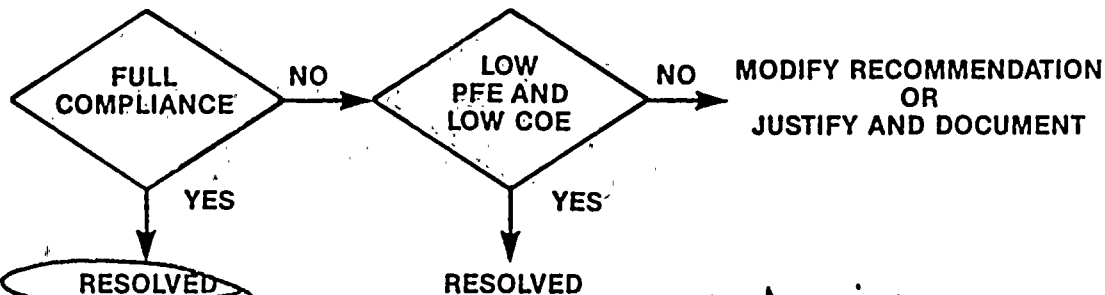 FULL
COMPLIANCE
NO
LOW
PFE AND
LOW COE
NO
MODIFY RECOMMENDATION
OR
JUSTIFY AND DOCUMENT
YES
YES
RESOLVED
RESOLVED